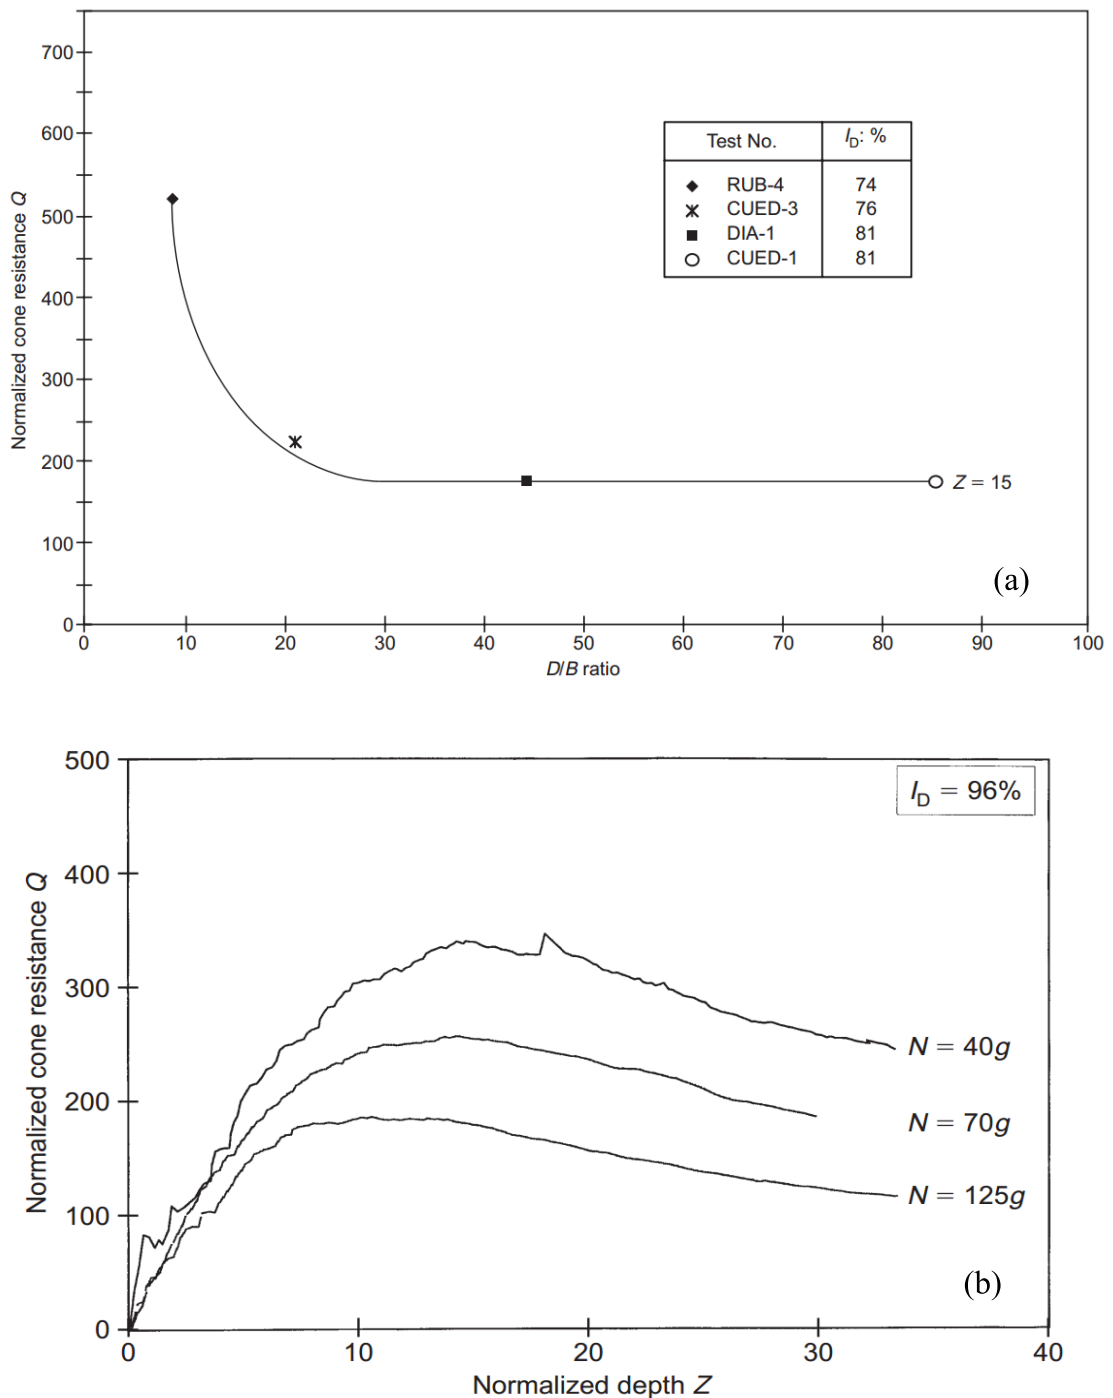 700
600
500
400
300
200
100
0
Normalized cone resistance Q
Test No. I_D: %
RUB-4 74
CUED-3 76
DIA-1 81
CUED-1 81
Z = 15
(a)
0 10 20 30 40 50 60 70 80 90 100
D/B ratio
500
400
300
200
100
0
Normalized cone resistance Q
I_D = 96%
N = 40g
N = 70g
N = 125g
(b)
0 10 20 30 40
Normalized depth Z